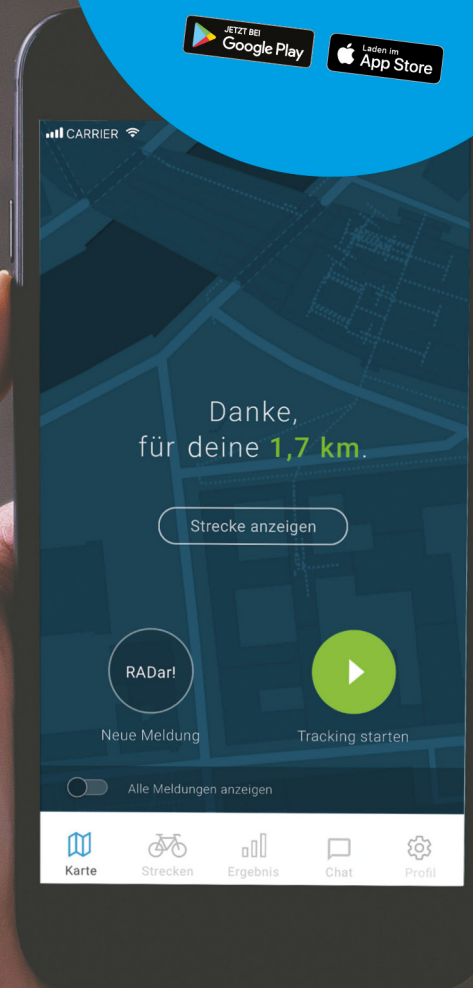 JETZT BEI
Google Play
Laden im
App Store
CARRIER
Danke,
für deine 1,7 km.
Strecke anzeigen
RADar!
Neue Meldung
Tracking starten
Alle Meldungen anzeigen
Karte
Strecken
Ergebnis
Chat
Profil